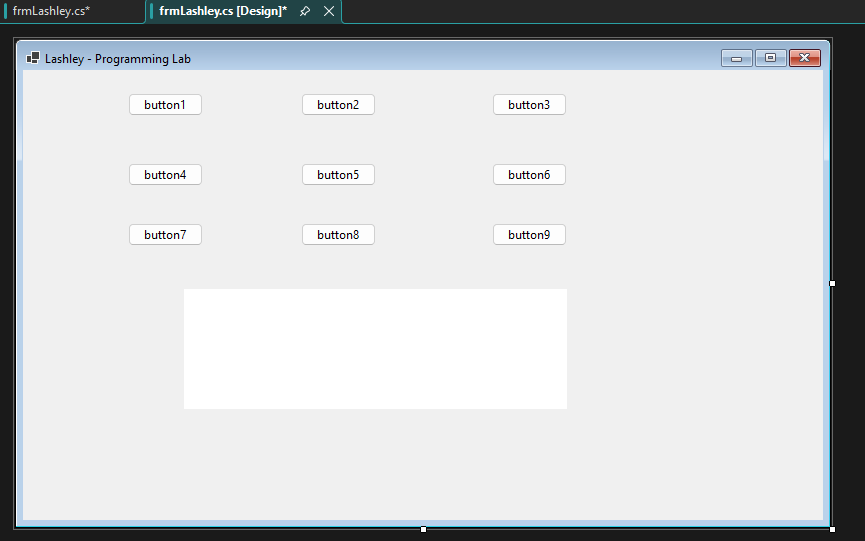 frmLashley.cs*
frmLashley.cs [Design]*
Lashley - Programming Lab
button1 button2 button3
button4 button5 button6
button7 button8 button9